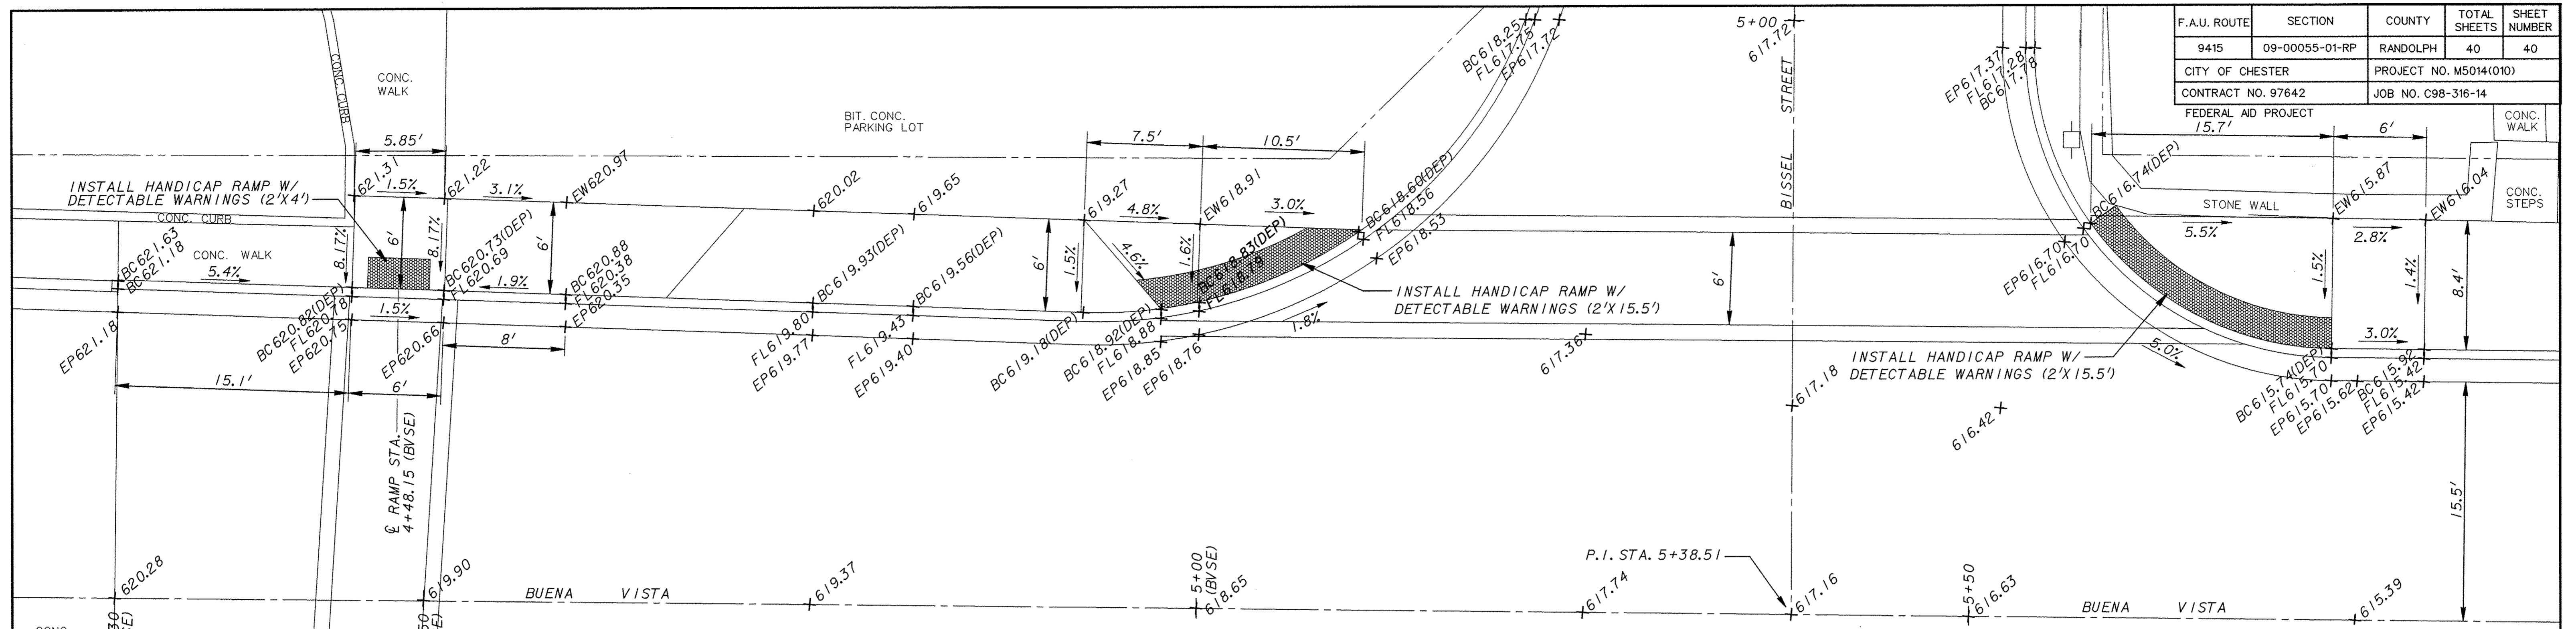 F.A.U. ROUTE
SECTION
COUNTY
TOTAL SHEETS
SHEET NUMBER
9415
09-00055-01-RP
RANDOLPH
40
40
CITY OF CHESTER
PROJECT NO. M5014(010)
CONTRACT NO. 97642
JOB NO. C98-316-14
FEDERAL AID PROJECT
CONC. CURB
CONC.
WALK
5.85'
621.31
1.5%
621.22
3.1%
EW620.97
INSTALL HANDICAP RAMP W/
DETECTABLE WARNINGS (2'X4')
CONC. CURB
CONC. WALK
5.4%
BC621.63
BC621.18
EP621.18
15.1'
8.17%
6'
8.17%
BC620.73(DEP)
FL620.69
6'
1.9%
BC620.88
FL620.38
EP620.35
BC620.82(DEP)
FL620.78
EP620.75
1.5%
EP620.66
8'
6'
℄ RAMP STA.
4+48.15 (BVSE)
BIT. CONC.
PARKING LOT
620.02
619.65
619.27
BC619.93(DEP)
BC619.56(DEP)
FL619.80
EP619.77
FL619.43
EP619.40
7.5'
10.5'
4.8%
EW618.91
3.0%
6'
1.5%
4.6%
1.6%
BC618.83(DEP)
FL618.79
BC618.60(DEP)
FL618.56
EP618.53
BC619.18(DEP)
BC618.92(DEP)
FL618.88
EP618.85
EP618.76
1.8%
INSTALL HANDICAP RAMP W/
DETECTABLE WARNINGS (2'X15.5')
BC618.25
FL617.75
EP617.72
5+00
617.72
BISSEL STREET
6'
617.36
617.18
616.42
EP617.37
FL617.28
BC617.78
15.7'
6'
CONC.
WALK
CONC.
STEPS
BC616.74(DEP)
STONE WALL
5.5%
EW615.87
EW616.04
2.8%
EP616.70
FL616.70
1.5%
1.4%
8.4'
3.0%
5.0%
INSTALL HANDICAP RAMP W/
DETECTABLE WARNINGS (2'X15.5')
BC615.74(DEP)
FL615.70
EP615.70
EP615.62
BC615.92
FL615.42
EP615.42
15.5'
620.28
619.90
BUENA VISTA
619.37
5+00
(BVSE)
618.65
617.74
P.I. STA. 5+38.51
617.16
5+50
616.63
BUENA VISTA
615.39